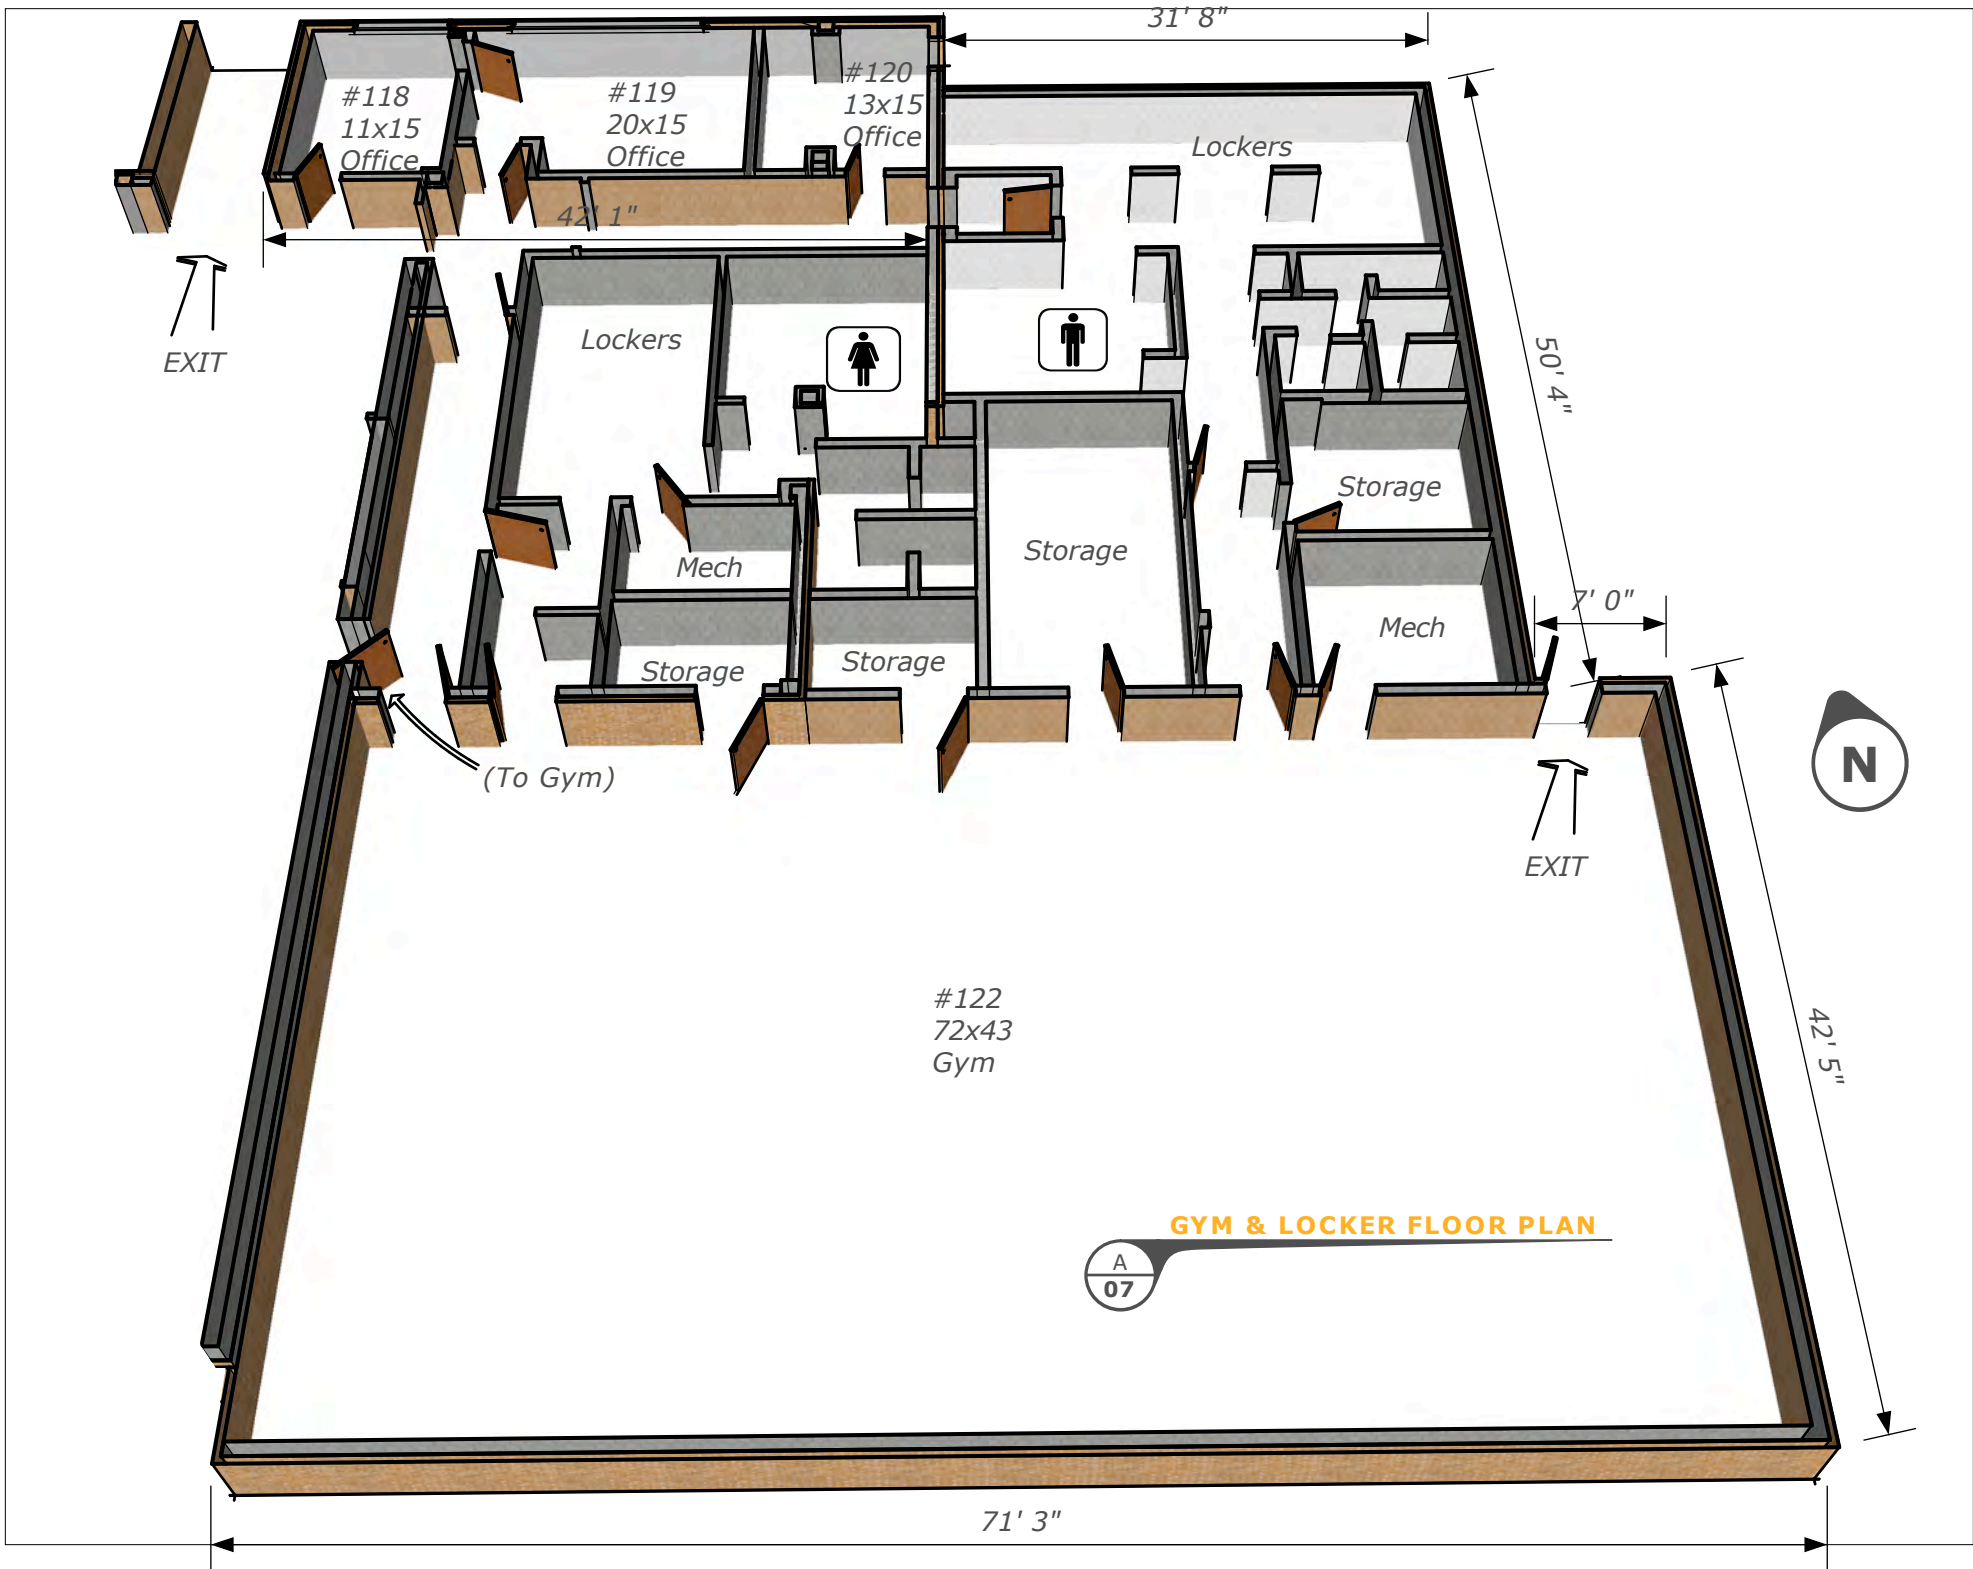 31' 8"
#118
11x15
Office
#119
20x15
Office
#120
13x15
Office
Lockers
42' 1"
EXIT
Lockers
50' 4"
Storage
Storage
Mech
7' 0"
Mech
Storage
Storage
(To Gym)
N
EXIT
#122
72x43
Gym
42' 5"
GYM & LOCKER FLOOR PLAN
A
07
71' 3"